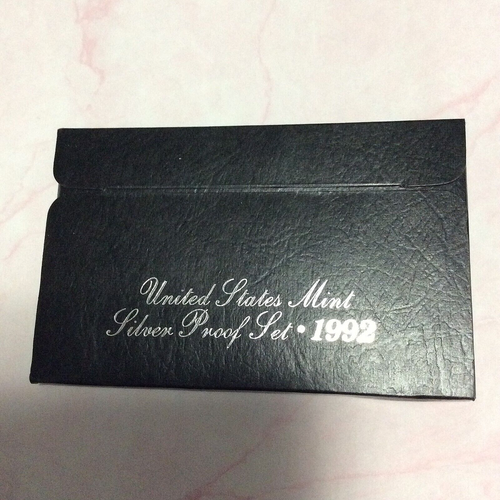 United States Mint
Silver Proof Set • 1992